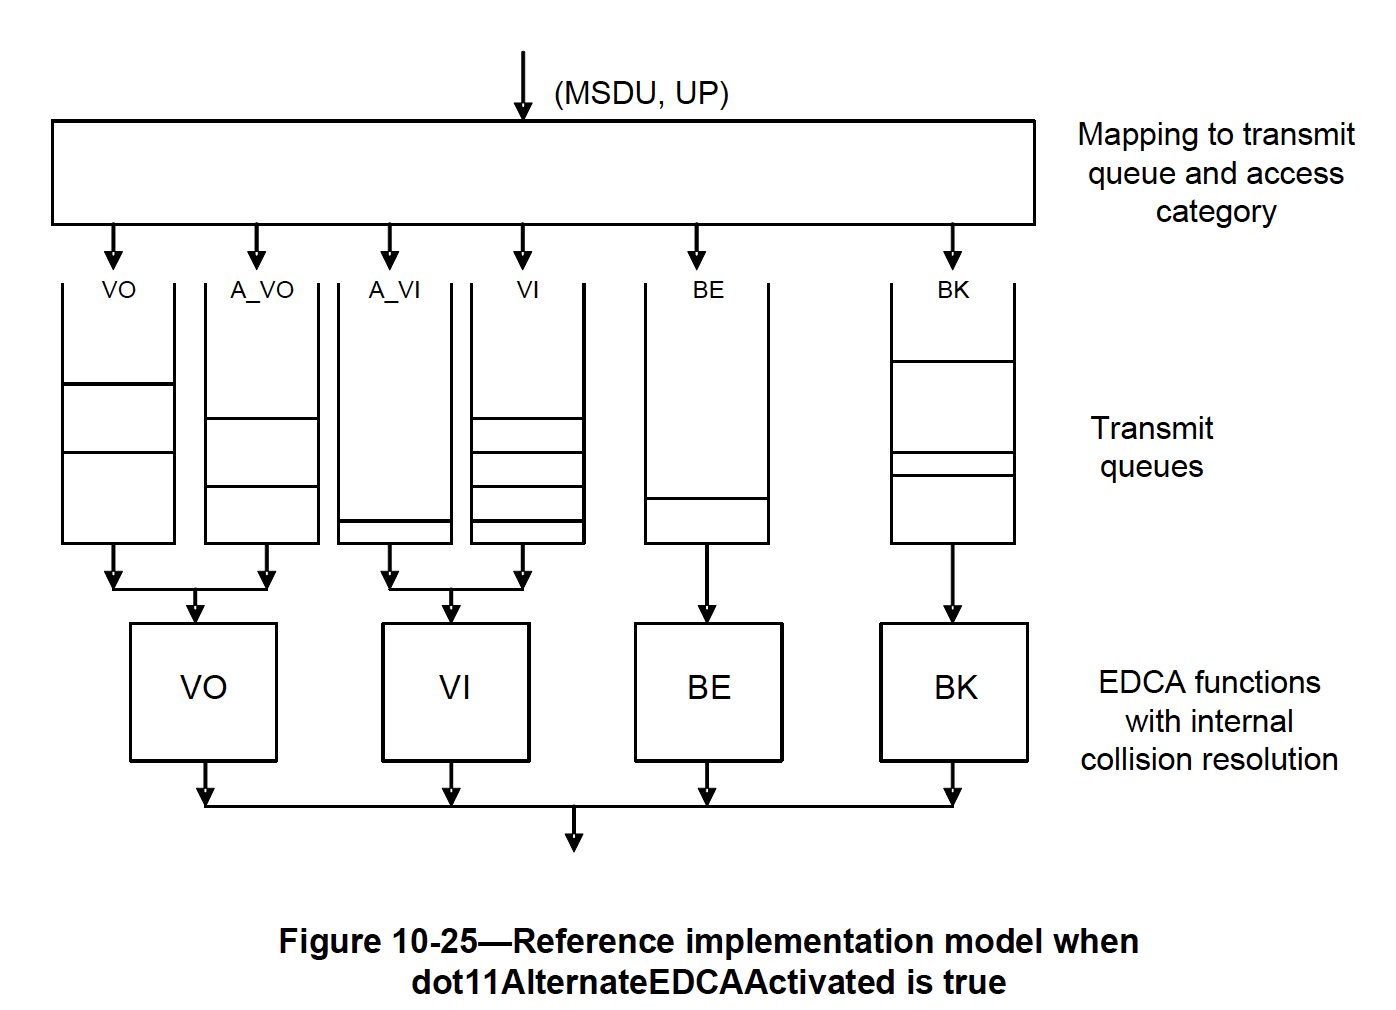 (MSDU, UP)
Mapping to transmit
queue and access
category
VO
A_VO
A_VI
VI
BE
BK
Transmit
queues
VO
VI
BE
BK
EDCA functions
with internal
collision resolution
Figure 10-25—Reference implementation model when
dot11AlternateEDCAActivated is true